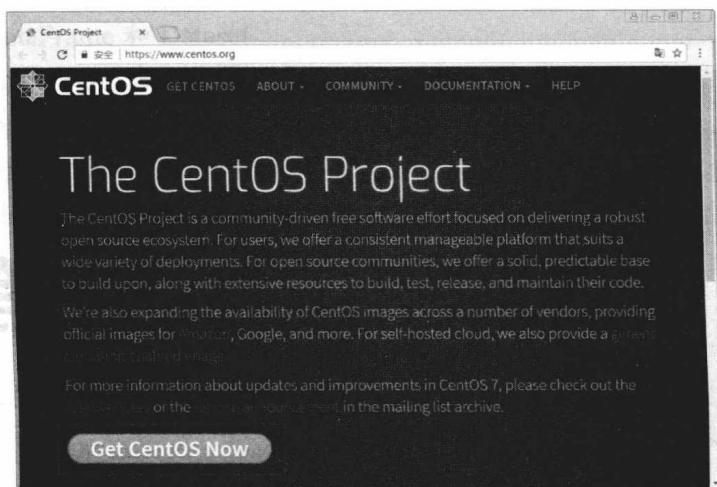 CentOS Project
安全 | https://www.centos.org
CentOS GET CENTOS ABOUT COMMUNITY DOCUMENTATION HELP
The CentOS Project
The CentOS Project is a community-driven free software effort focused on delivering a robust
open source ecosystem. For users, we offer a consistent manageable platform that suits a
wide variety of deployments. For open source communities, we offer a solid, predictable base
to build upon, along with extensive resources to build, test, release, and maintain their code.
We're also expanding the availability of CentOS images across a number of vendors, providing
official images for Amazon, Google, and more. For self-hosted cloud, we also provide a
For more information about updates and improvements in CentOS 7, please check out the
or the in the mailing list archive.
Get CentOS Now